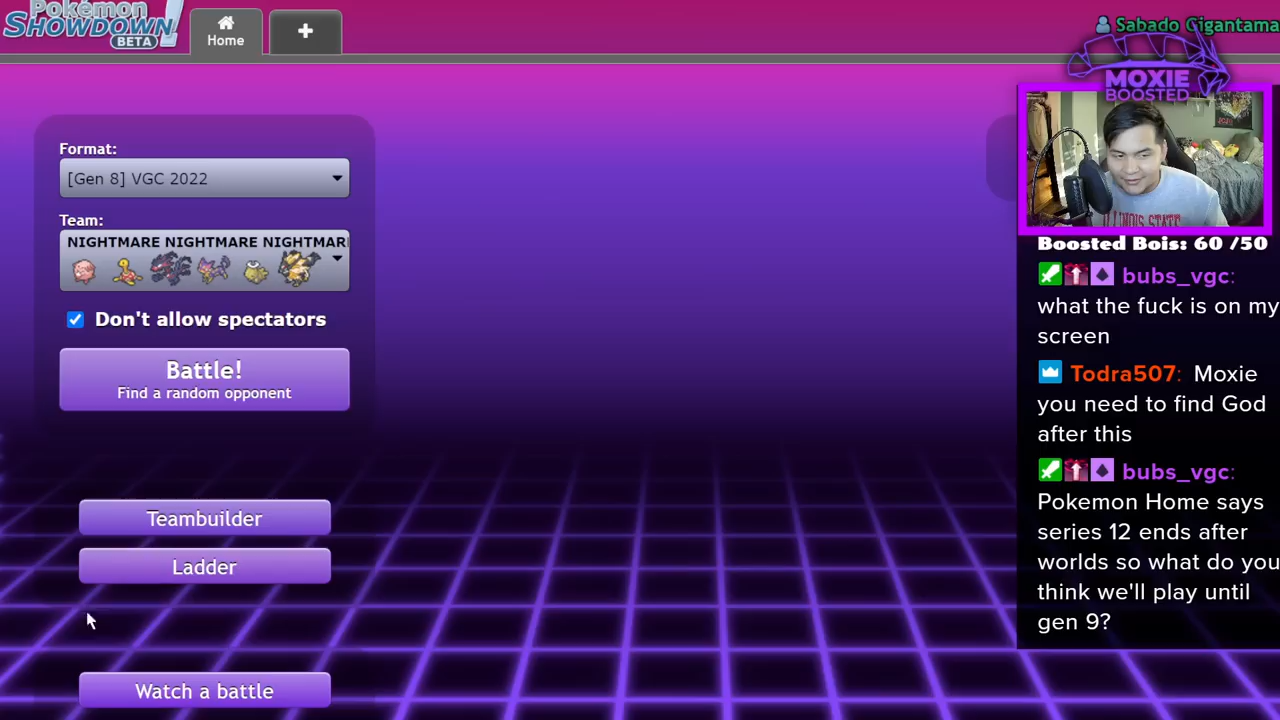 Pokémon
SHOWDOWN!
BETA
Home
Sabado Gigantama
MOXIE
BOOSTED
Format:
[Gen 8] VGC 2022
Team:
NIGHTMARE NIGHTMARE NIGHTMAR
Don't allow spectators
Battle!
Find a random opponent
Teambuilder
Ladder
Watch a battle
ILLINOIS STATE
Boosted Bois: 60 /50
bubs_vgc:
what the fuck is on my
screen
Todra507: Moxie
you need to find God
after this
bubs_vgc:
Pokemon Home says
series 12 ends after
worlds so what do you
think we'll play until
gen 9?